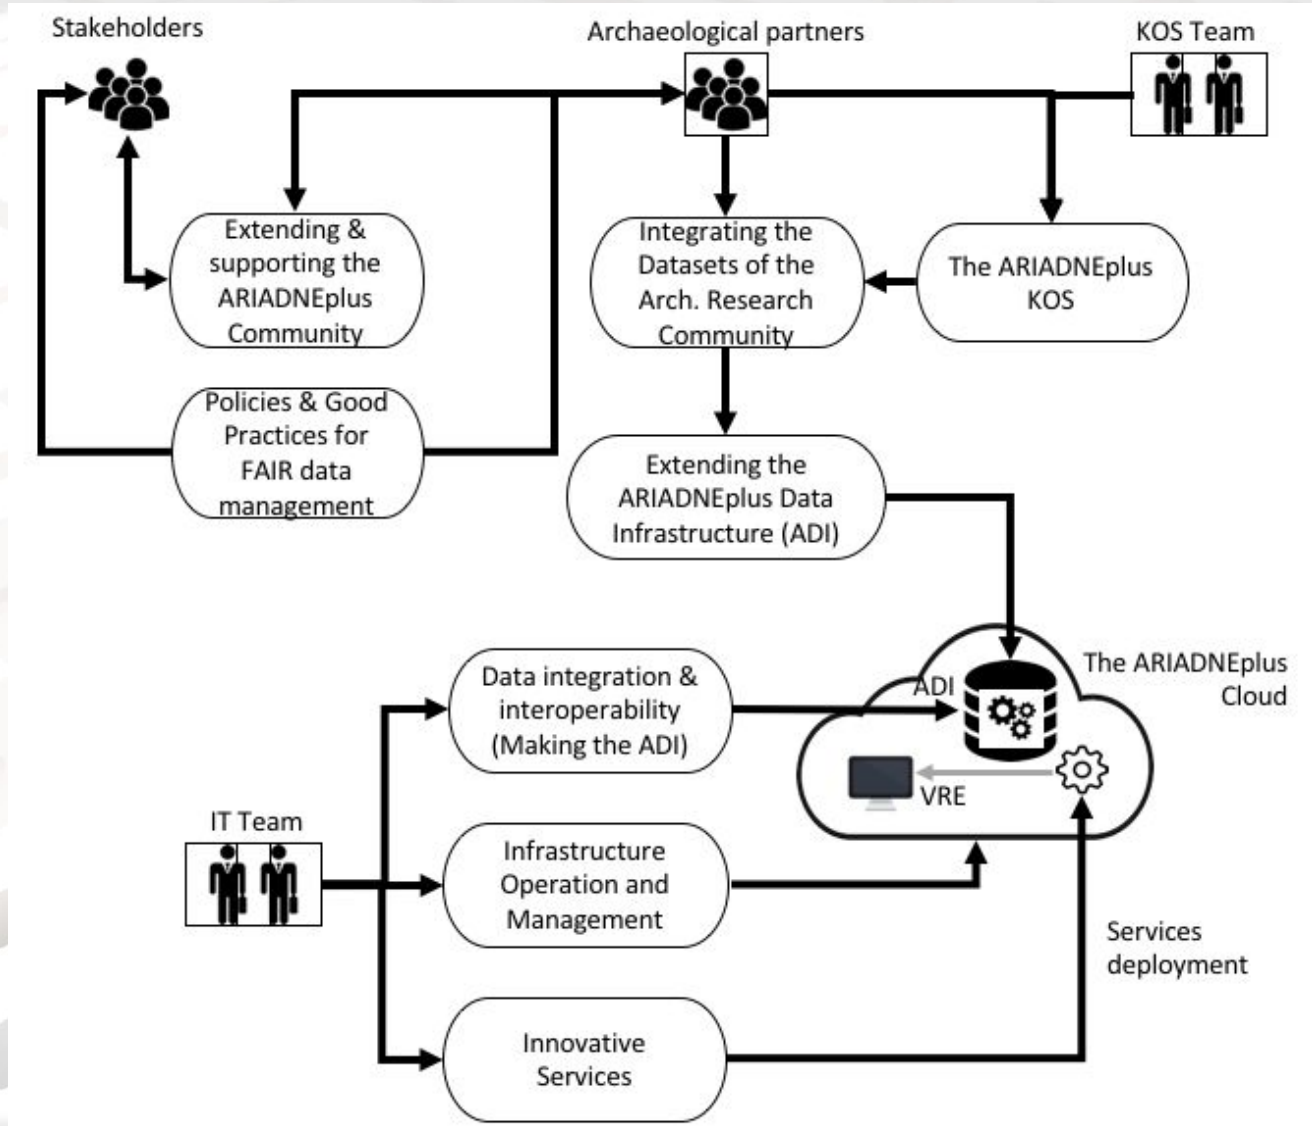 Stakeholders
Archaeological partners
KOS Team
Extending &
supporting the
ARIADNEplus
Community
Integrating the
Datasets of the
Arch. Research
Community
The ARIADNEplus
KOS
Policies & Good
Practices for
FAIR data
management
Extending the
ARIADNEplus Data
Infrastructure (ADI)
Data integration &
interoperability
(Making the ADI)
ADI
The ARIADNEplus
Cloud
VRE
IT Team
Infrastructure
Operation and
Management
Services
deployment
Innovative
Services